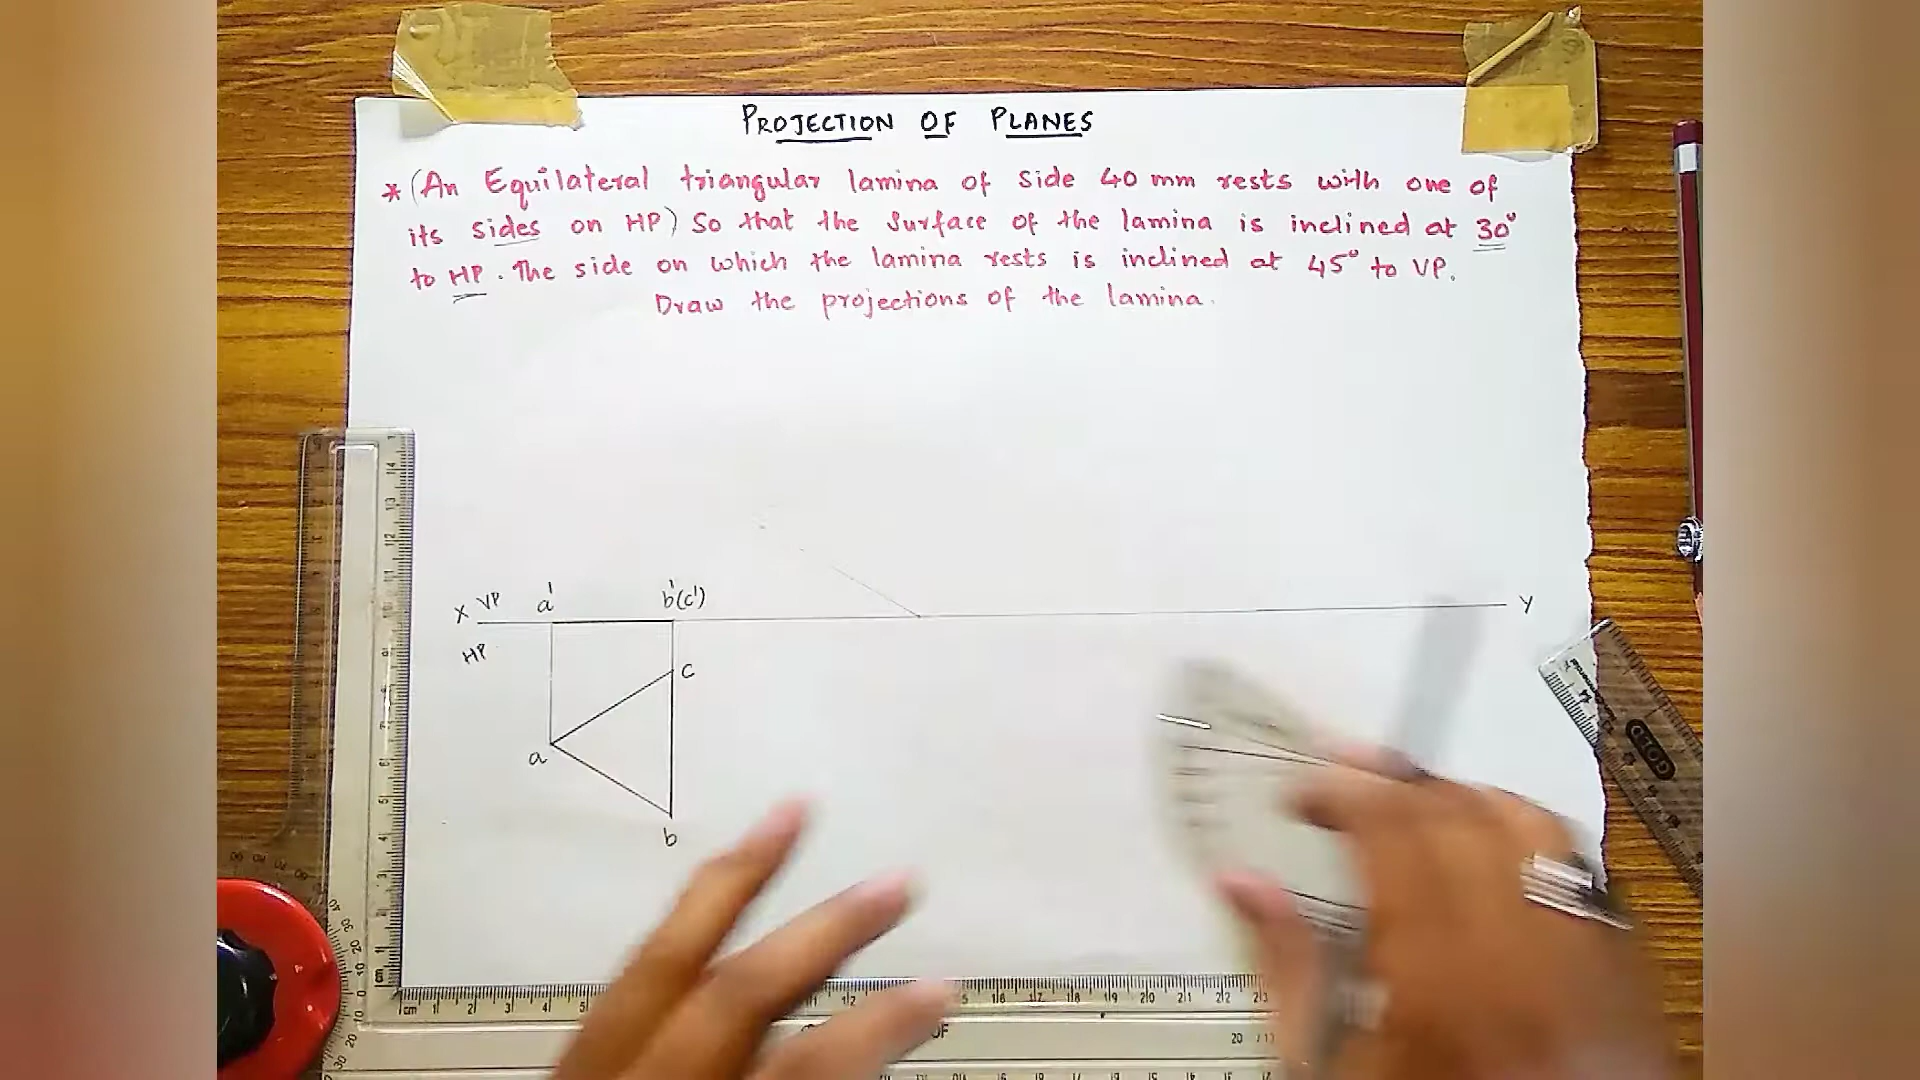 PROJECTION OF PLANES
* (An Equilateral triangular lamina of side 40 mm rests with one of
its sides on HP) So that the surface of the lamina is inclined at 30°
to HP. The side on which the lamina rests is inclined at 45° to VP.
Draw the projections of the lamina.
X VP a' b'(c') Y
HP
c
a
b